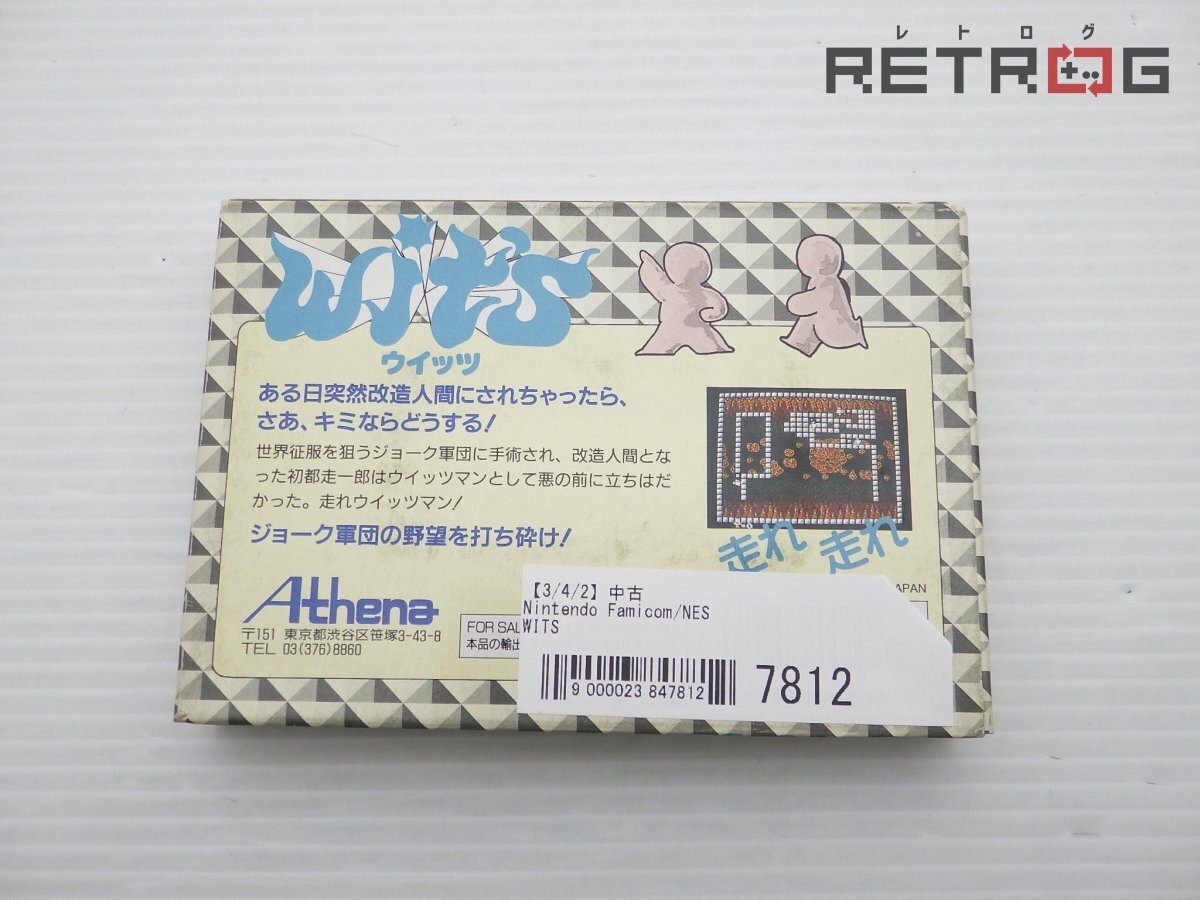 レトログ
RETROG
wit's
ウイッツ
ある日突然改造人間にされちゃったら、
さあ、キミならどうする!
世界征服を狙うジョーク軍団に手術され、改造人間とな
った初都走一郎はウイッツマンとして悪の前に立ちはだ
かった。走れウイッツマン!
ジョーク軍団の野望を打ち砕け!
走れ 走れ
Athena
〒151 東京都渋谷区笹塚3-43-8
TEL 03(376)8860
FOR SAL
本品の輸出
APAN
【3/4/2】中古
Nintendo Famicom/NES
WITS
9 000023 847812
7812